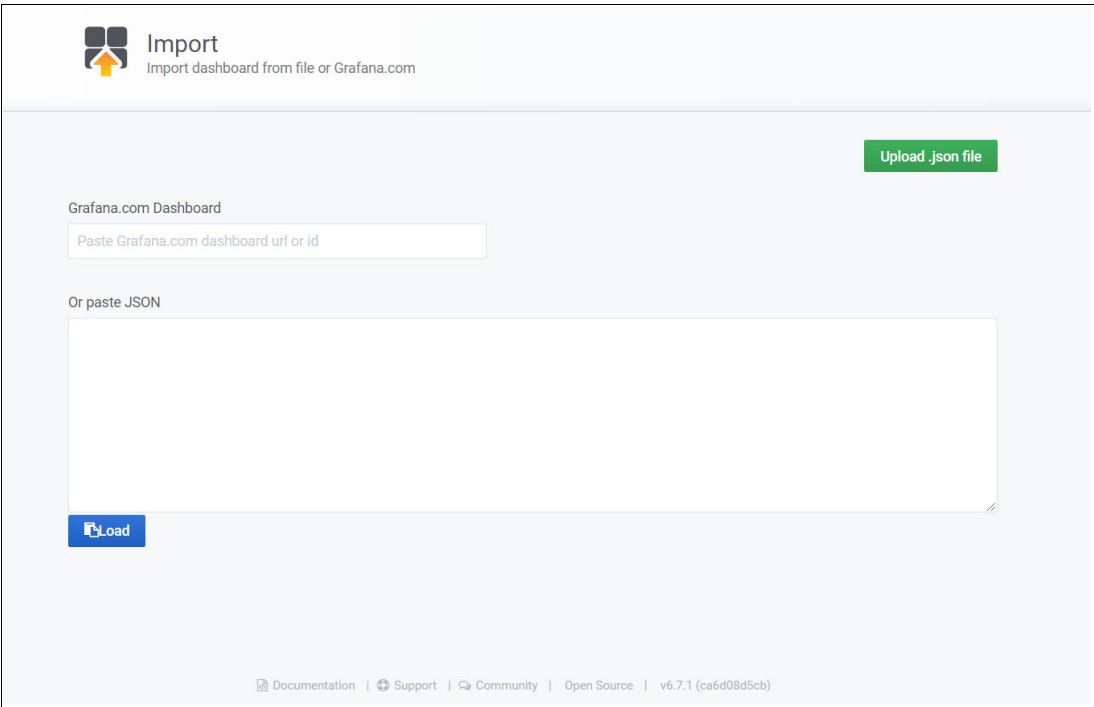 Import
Import dashboard from file or Grafana.com
Upload .json file
Grafana.com Dashboard
Paste Grafana.com dashboard url or id
Or paste JSON
Load
Documentation | Support | Community | Open Source | v6.7.1 (ca6d08d5cb)